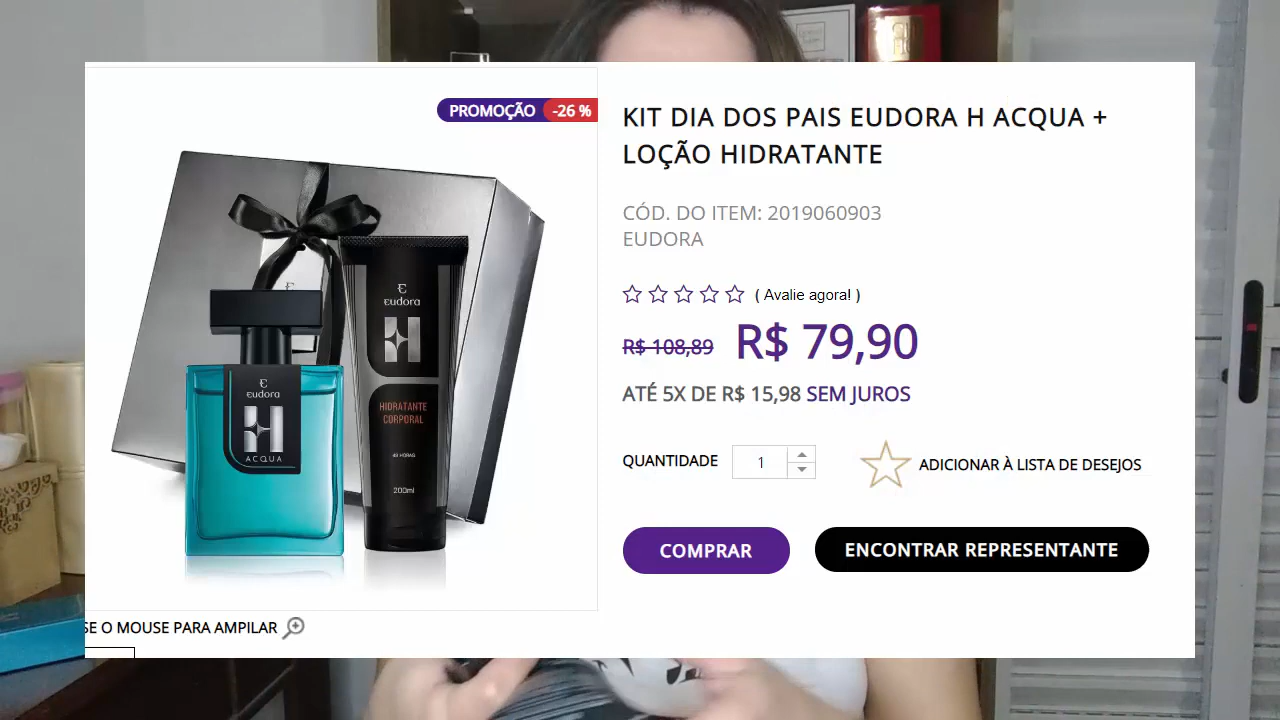 PROMOÇÃO -26 %
KIT DIA DOS PAIS EUDORA H ACQUA +
LOÇÃO HIDRATANTE
CÓD. DO ITEM: 2019060903
EUDORA
( Avalie agora! )
R$ 108,89 R$ 79,90
ATÉ 5X DE R$ 15,98 SEM JUROS
QUANTIDADE 1 ADICIONAR À LISTA DE DESEJOS
COMPRAR ENCONTRAR REPRESENTANTE
eudora
H
HIDRATANTE
CORPORAL
48 HORAS
200ml
eudora
H
ACQUA
SE O MOUSE PARA AMPILAR